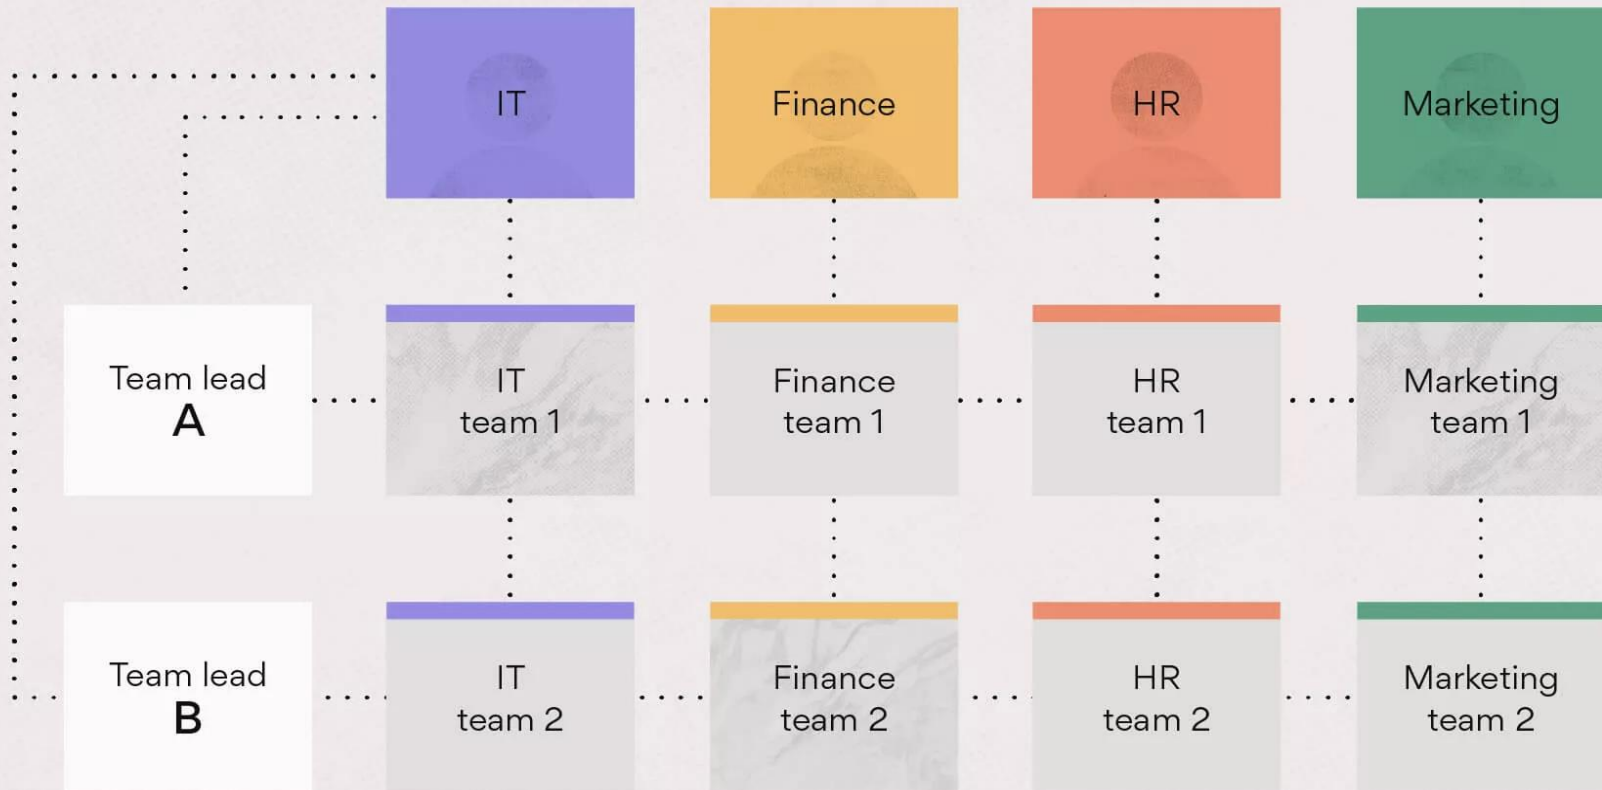 IT
Finance
HR
Marketing
Team lead
A
IT
team 1
Finance
team 1
HR
team 1
Marketing
team 1
Team lead
B
IT
team 2
Finance
team 2
HR
team 2
Marketing
team 2